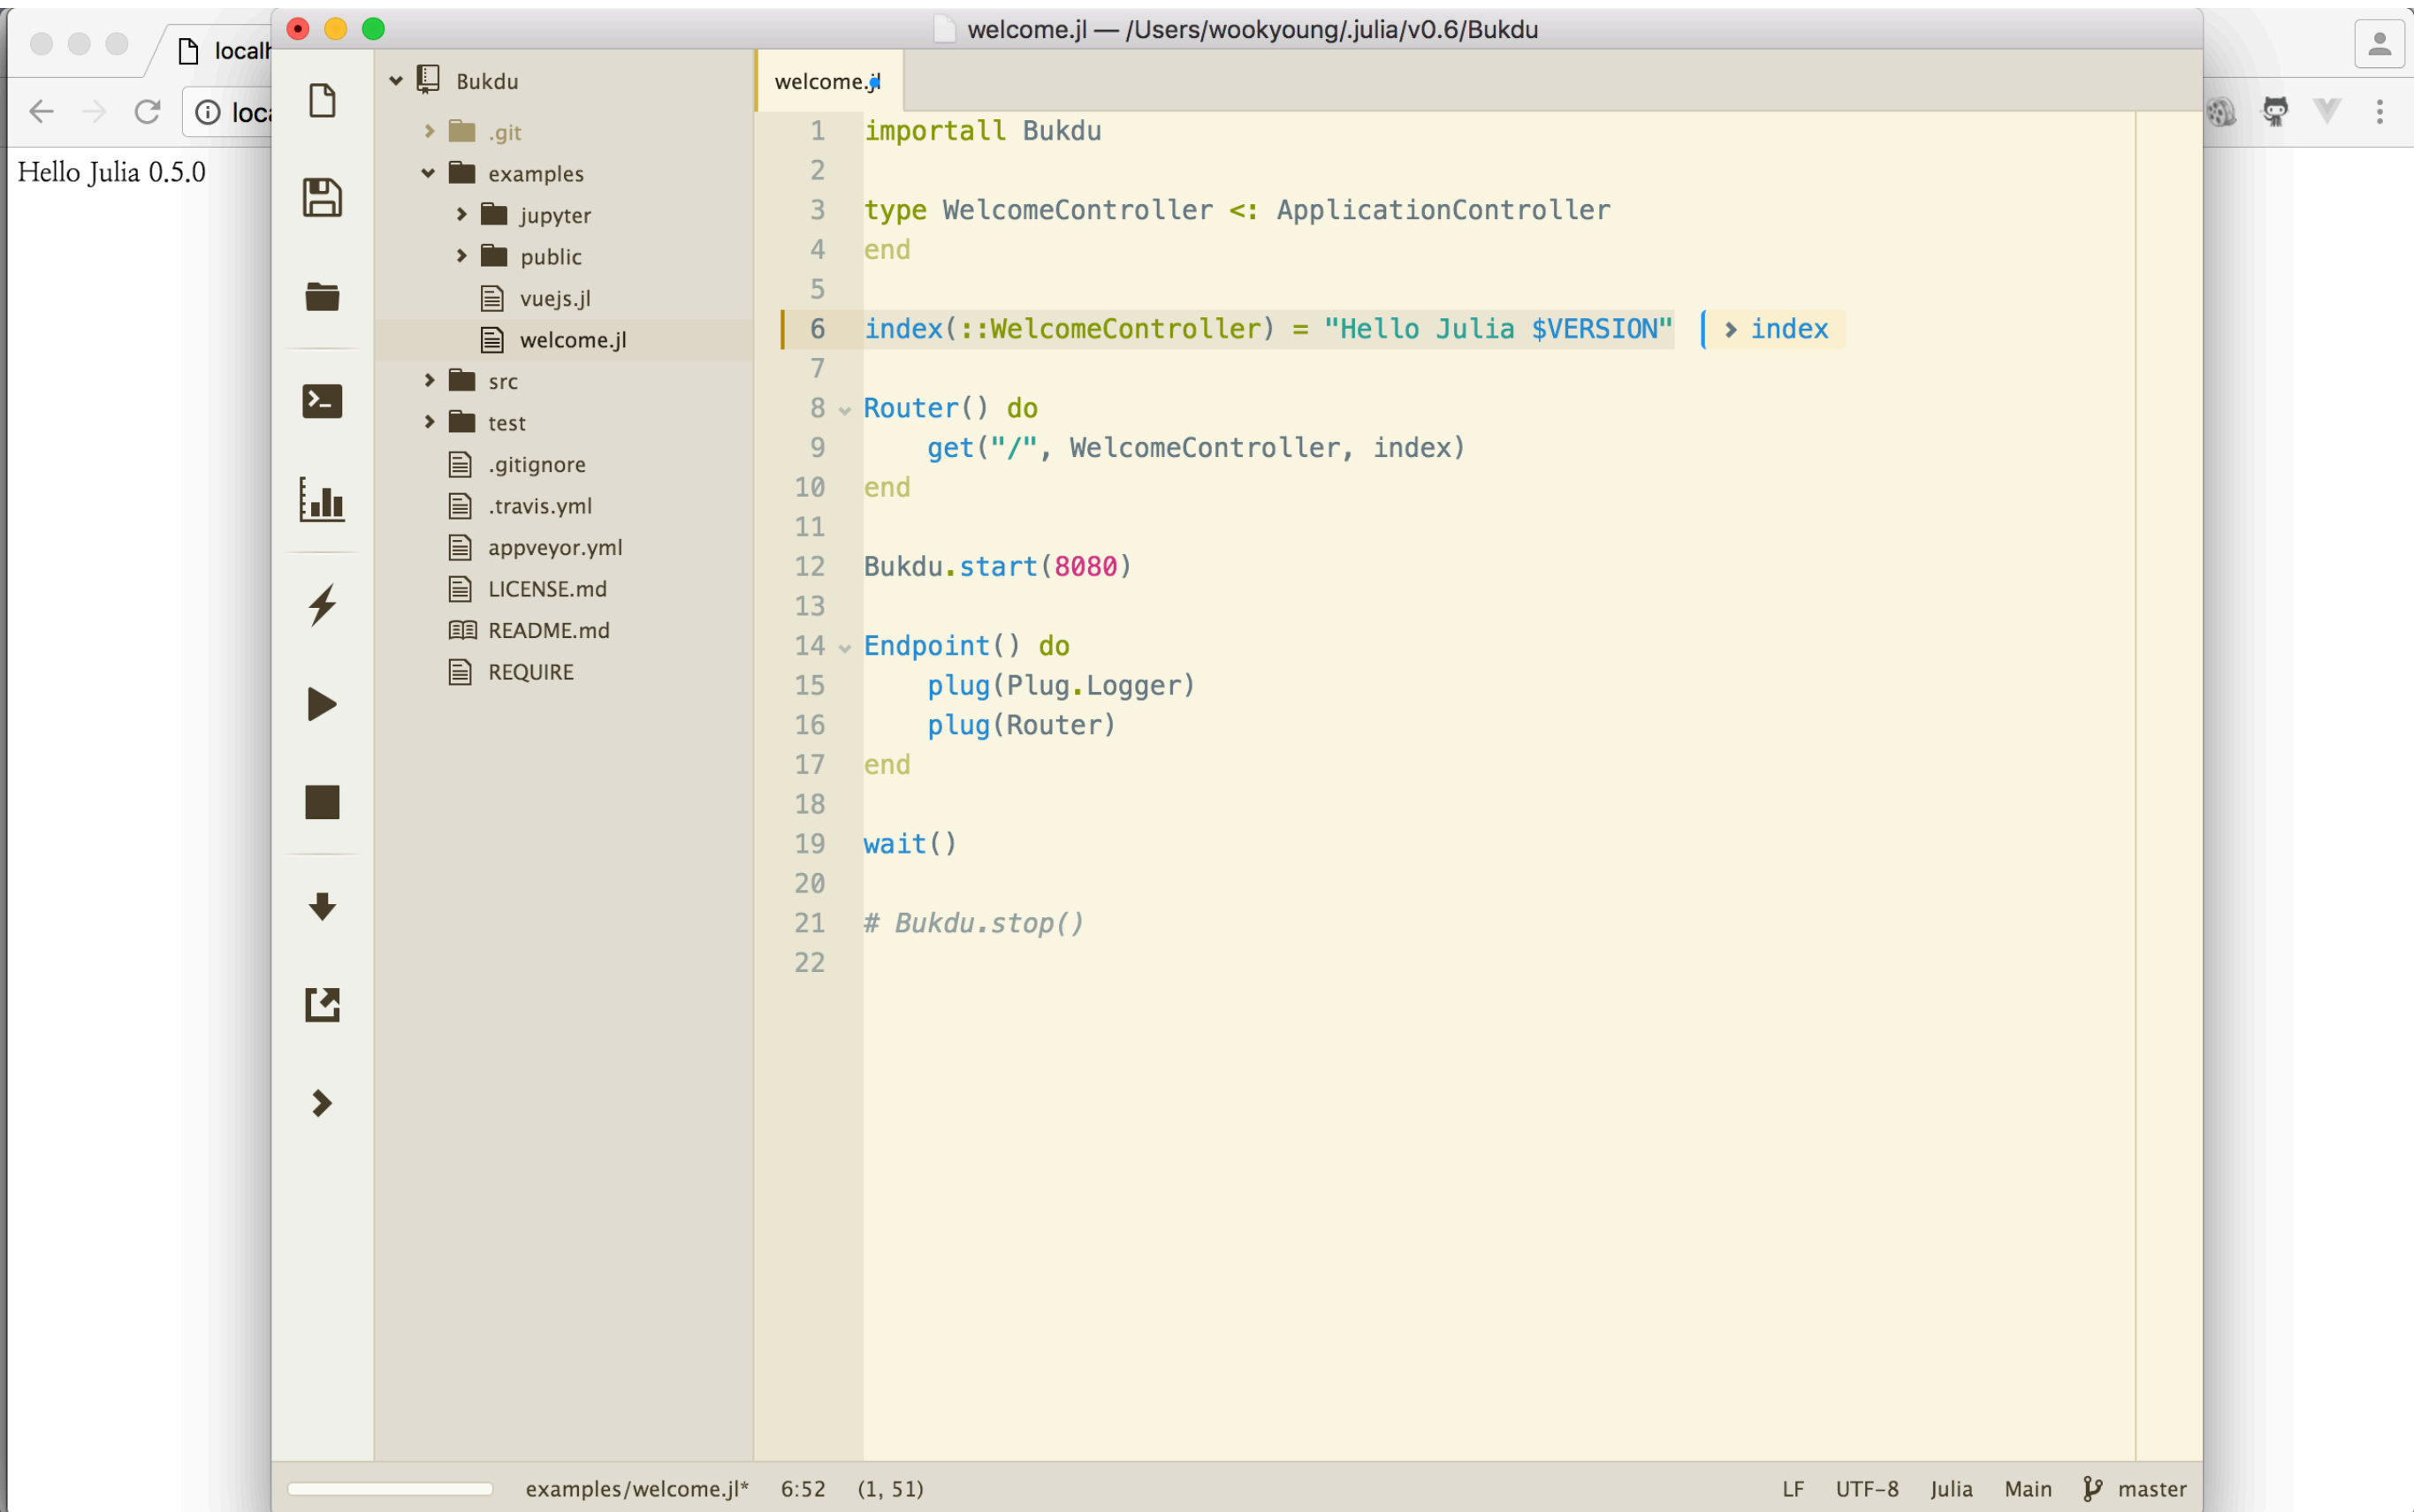 welcome.jl — /Users/wookyoung/.julia/v0.6/Bukdu
Hello Julia 0.5.0
Bukdu
.git
examples
jupyter
public
vuejs.jl
welcome.jl
src
test
.gitignore
.travis.yml
appveyor.yml
LICENSE.md
README.md
REQUIRE
welcome.jl
1 importall Bukdu
2
3 type WelcomeController <: ApplicationController
4 end
5
6 index(::WelcomeController) = "Hello Julia $VERSION" > index
7
8 Router() do
9     get("/", WelcomeController, index)
10 end
11
12 Bukdu.start(8080)
13
14 Endpoint() do
15     plug(Plug.Logger)
16     plug(Router)
17 end
18
19 wait()
20
21 # Bukdu.stop()
22
examples/welcome.jl* 6:52 (1, 51) LF UTF-8 Julia Main master